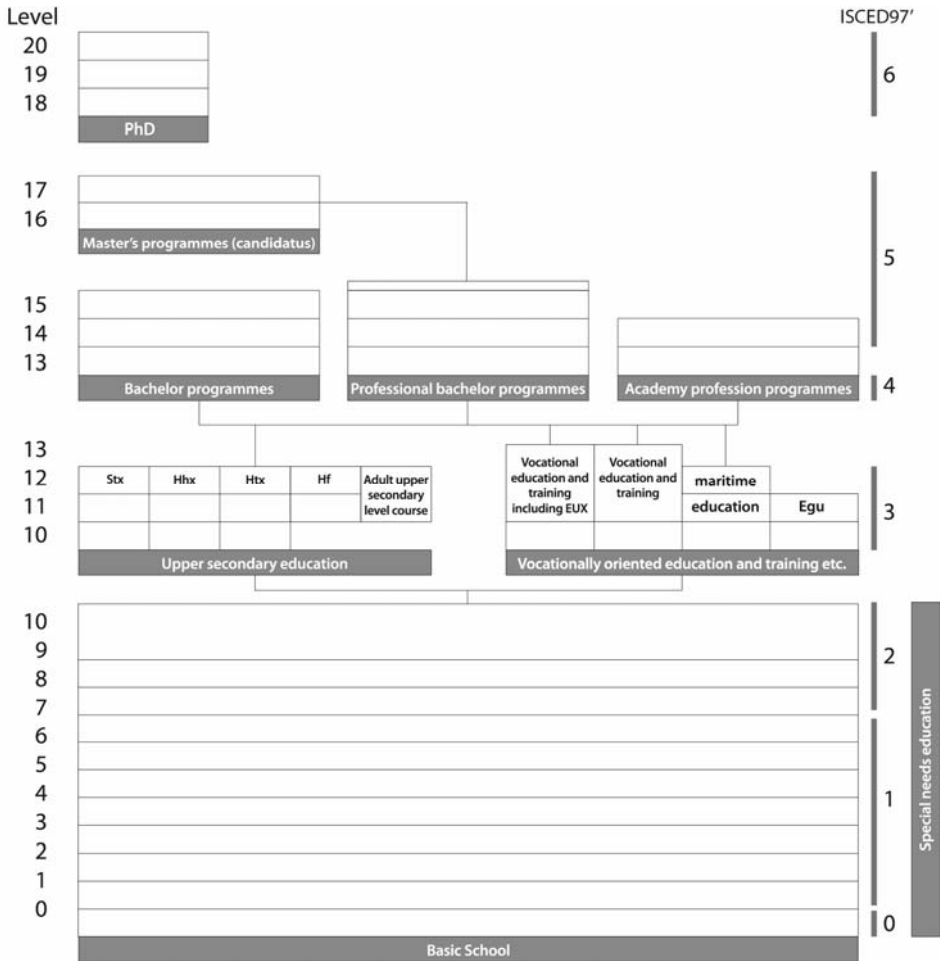 Level
ISCED97'
20
19
18
PhD
6
17
16
Master's programmes (candidatus)
5
15
14
13
Bachelor programmes
Professional bachelor programmes
Academy profession programmes
4
13
12
11
10
Stx
Hhx
Htx
Hf
Adult upper
secondary
level course
Upper secondary education
Vocational
education and
training
including EUX
Vocational
education and
training
maritime
education
Egu
Vocationally oriented education and training etc.
3
10
9
8
7
6
5
4
3
2
1
0
2
1
0
Special needs education
Basic School